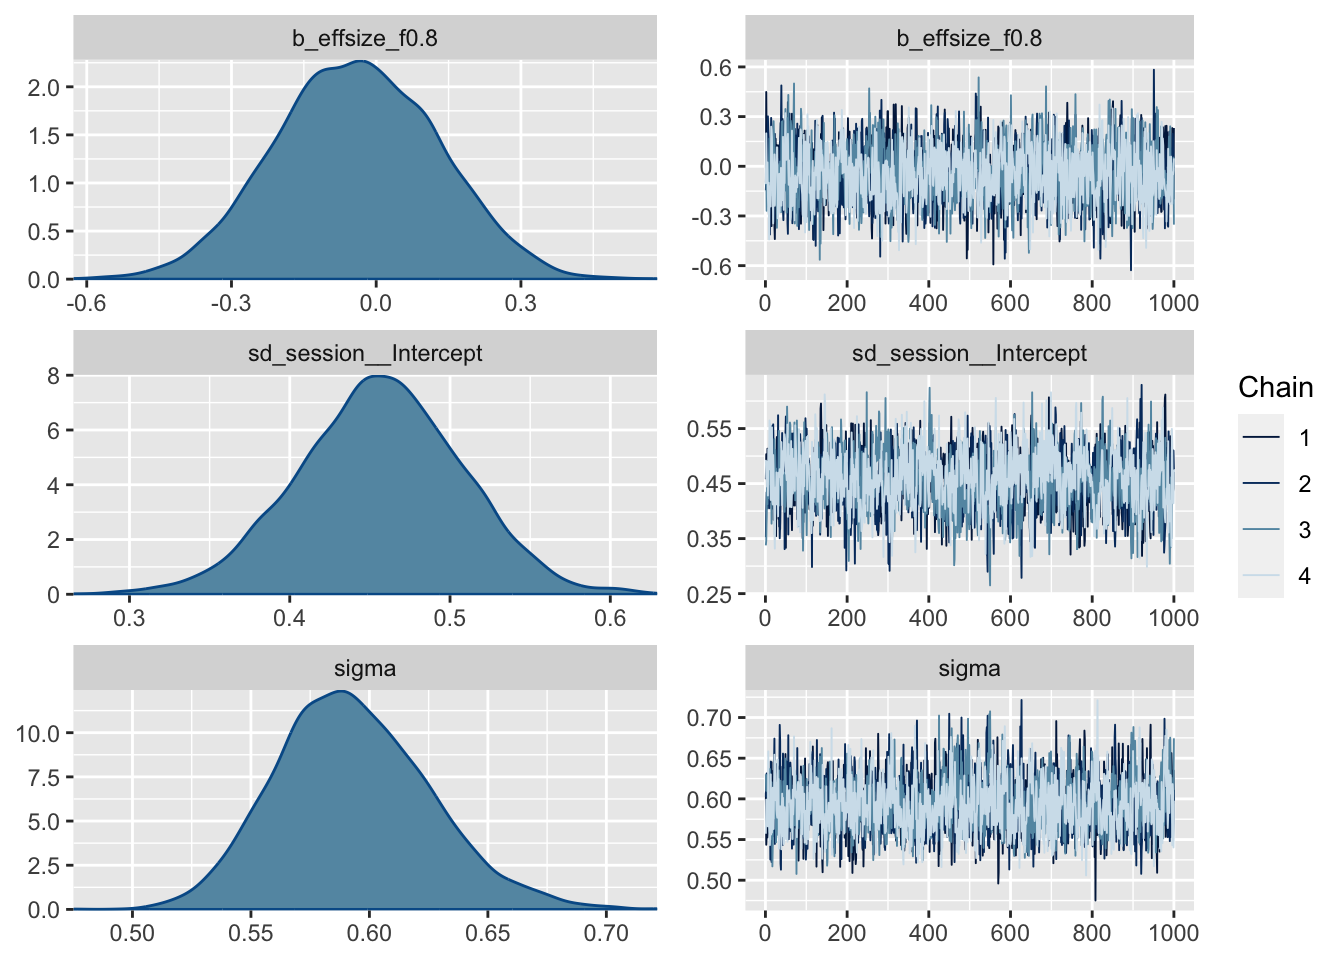 b_effsize_f0.8
2.0
1.5
1.0
0.5
0.0
-0.6 -0.3 0.0 0.3
b_effsize_f0.8
0.6
0.3
0.0
-0.3
-0.6
0 200 400 600 800 1000
sd_session__Intercept
8
6
4
2
0
0.3 0.4 0.5 0.6
sd_session__Intercept
0.55
0.45
0.35
0.25
0 200 400 600 800 1000
sigma
10.0
7.5
5.0
2.5
0.0
0.50 0.55 0.60 0.65 0.70
sigma
0.70
0.65
0.60
0.55
0.50
0 200 400 600 800 1000
Chain
1
2
3
4